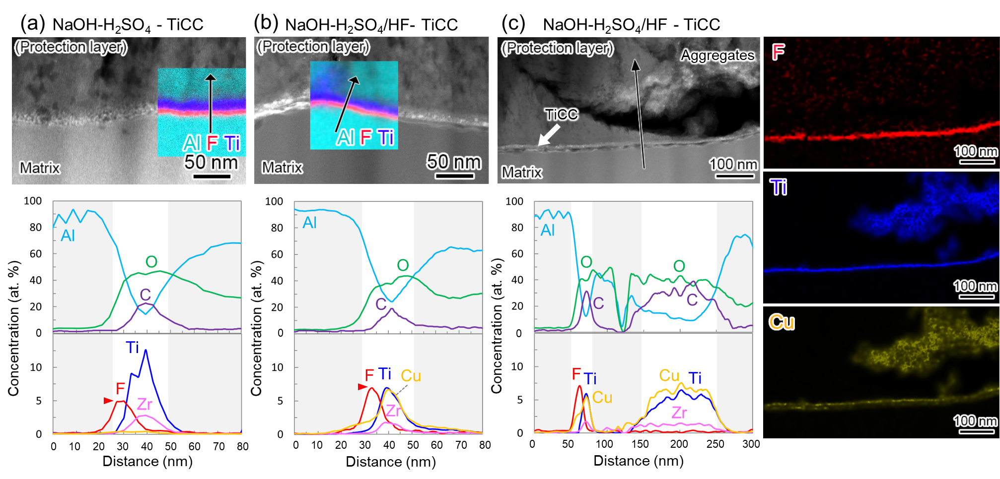 (a) NaOH-H₂SO₄ - TiCC
(Protection layer)
Al F Ti
50 nm
Matrix
(b) NaOH-H₂SO₄/HF- TiCC
(Protection layer)
Al F Ti
50 nm
Matrix
(c) NaOH-H₂SO₄/HF - TiCC
(Protection layer)
Aggregates
TiCC
100 nm
Matrix
F
100 nm
Ti
100 nm
Cu
100 nm
Concentration (at. %)
100
80
60
40
20
0
10
5
0
Al
O
C
Ti
F
Zr
0 10 20 30 40 50 60 70 80
Distance (nm)
Concentration (at. %)
100
80
60
40
20
0
10
5
0
Al
O
C
F Ti Cu
Zr
0 10 20 30 40 50 60 70 80
Distance (nm)
Concentration (at. %)
100
80
60
40
20
0
10
5
0
Al
O
C
O
C
F Ti
Cu
Cu Ti
Zr
0 50 100 150 200 250 300
Distance (nm)